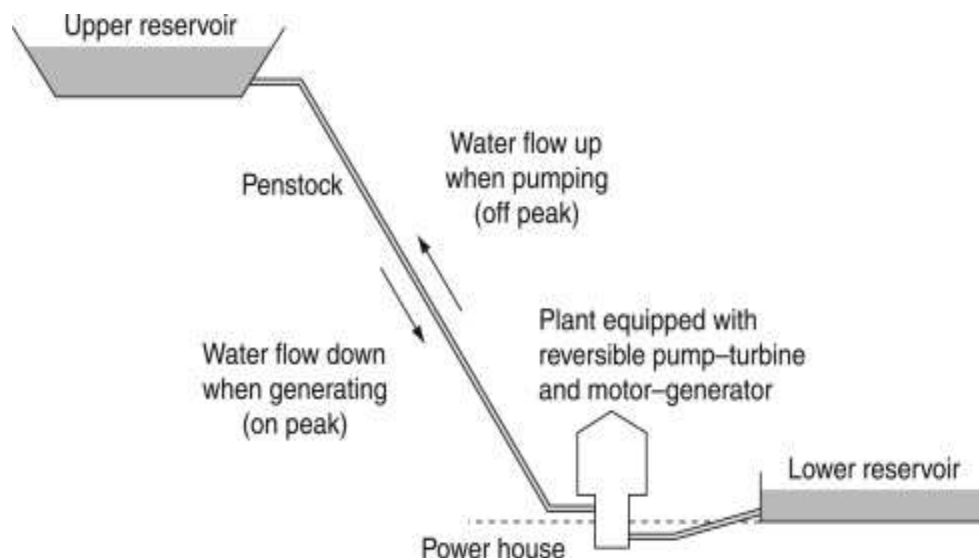 Upper reservoir
Water flow up
when pumping
(off peak)
Penstock
Plant equipped with
reversible pump–turbine
and motor–generator
Water flow down
when generating
(on peak)
Lower reservoir
Power house